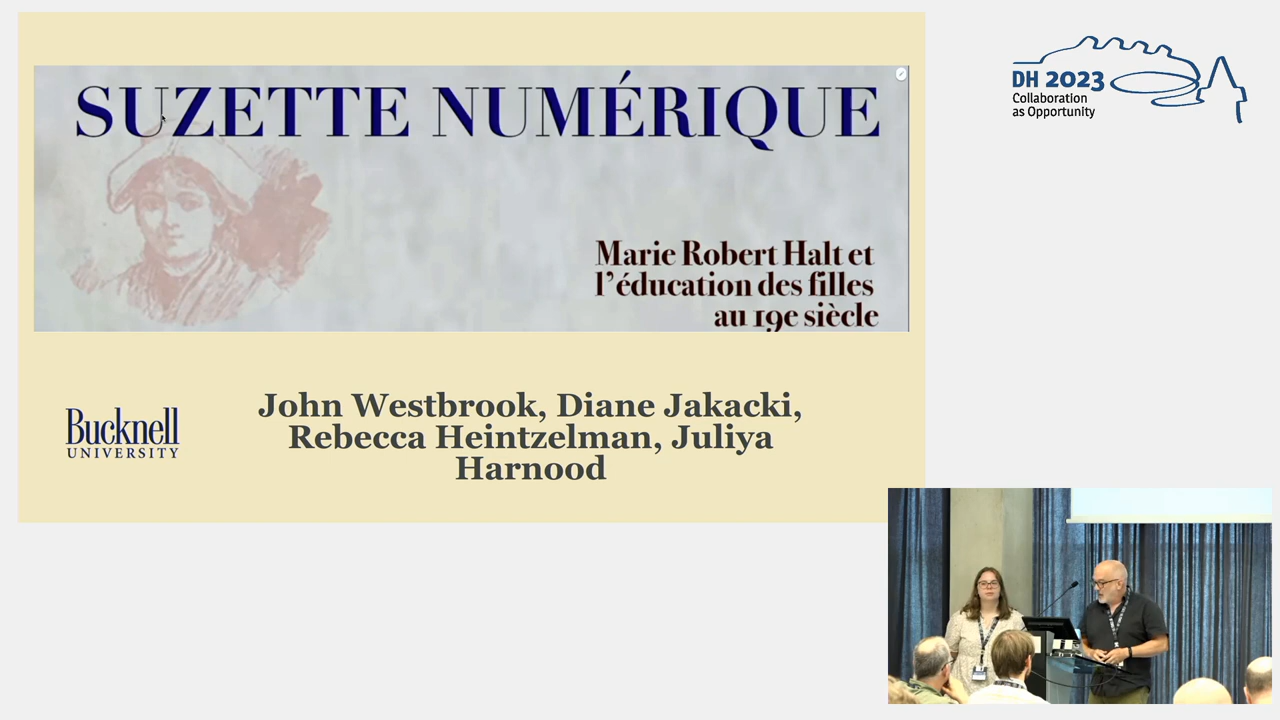 SUZETTE NUMÉRIQUE
Marie Robert Halt et
l'éducation des filles
au 19e siècle
Bucknell
UNIVERSITY
John Westbrook, Diane Jakacki,
Rebecca Heintzelman, Juliya
Harnood
DH 2023
Collaboration
as Opportunity